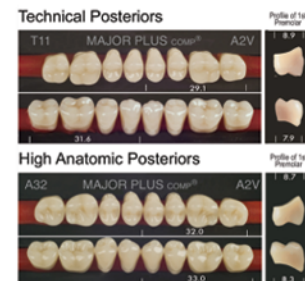 Technical Posteriors
Profile of 1st
Premolar
T11 MAJOR PLUS COMP® A2V
8.9
29.1
31.6
7.9
High Anatomic Posteriors
Profile of 1st
Premolar
A32 MAJOR PLUS COMP® A2V
8.7
32.0
33.0
8.3